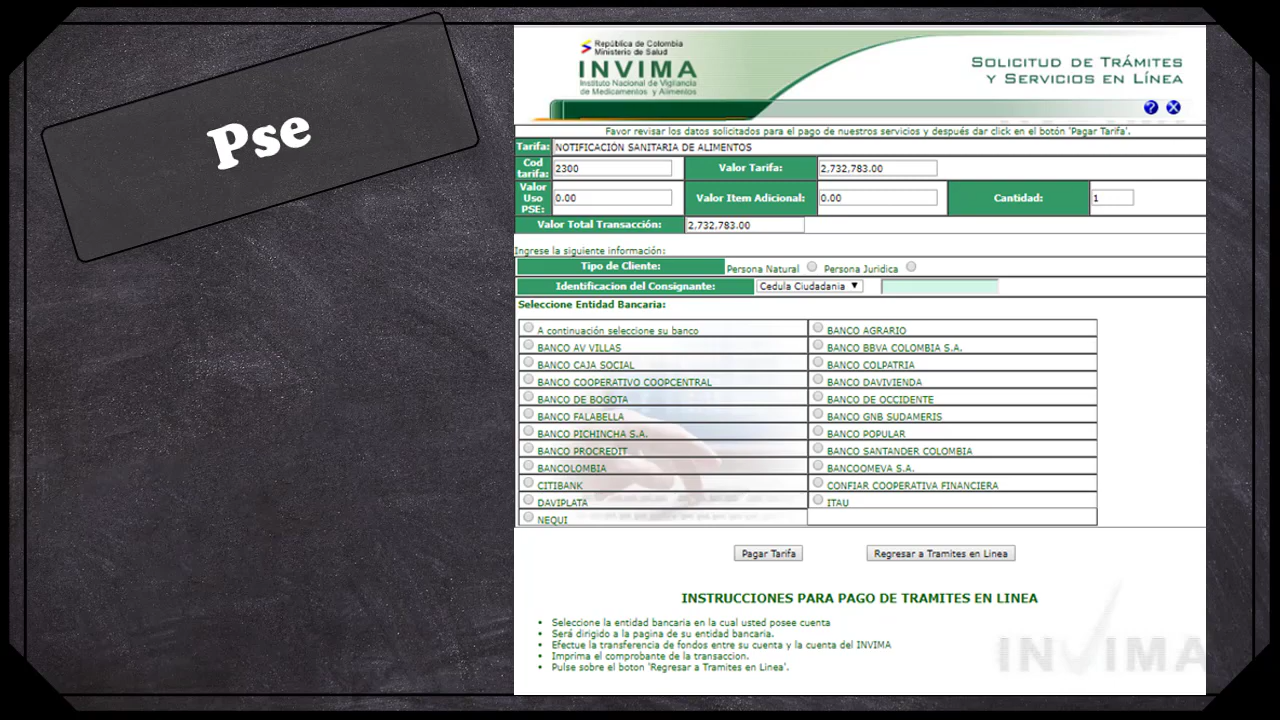 Pse
República de Colombia
Ministerio de Salud
INVIMA
Instituto Nacional de Vigilancia
de Medicamentos y Alimentos
SOLICITUD DE TRÁMITES
Y SERVICIOS EN LÍNEA
Favor revisar los datos solicitados para el pago de nuestros servicios y después dar click en el botón 'Pagar Tarifa'.
Tarifa: NOTIFICACIÓN SANITARIA DE ALIMENTOS
Cod tarifa: 2300 Valor Tarifa: 2,732,783.00
Valor Uso PSE: 0.00 Valor Item Adicional: 0.00 Cantidad: 1
Valor Total Transacción: 2,732,783.00
Ingrese la siguiente información:
Tipo de Cliente: Persona Natural Persona Juridica
Identificacion del Consignante: Cedula Ciudadania
Seleccione Entidad Bancaria:
A continuación seleccione su banco BANCO AGRARIO
BANCO AV VILLAS BANCO BBVA COLOMBIA S.A.
BANCO CAJA SOCIAL BANCO COLPATRIA
BANCO COOPERATIVO COOPCENTRAL BANCO DAVIVIENDA
BANCO DE BOGOTA BANCO DE OCCIDENTE
BANCO FALABELLA BANCO GNB SUDAMERIS
BANCO PICHINCHA S.A. BANCO POPULAR
BANCO PROCREDIT BANCO SANTANDER COLOMBIA
BANCOLOMBIA BANCOOMEVA S.A.
CITIBANK CONFIAR COOPERATIVA FINANCIERA
DAVIPLATA ITAU
NEQUI
Pagar Tarifa Regresar a Tramites en Linea
INSTRUCCIONES PARA PAGO DE TRAMITES EN LINEA
• Seleccione la entidad bancaria en la cual usted posee cuenta
• Será dirigido a la pagina de su entidad bancaria.
• Efectue la transferencia de fondos entre su cuenta y la cuenta del INVIMA
• Imprima el comprobante de la transaccion.
• Pulse sobre el boton 'Regresar a Tramites en Linea'.
INVIMA